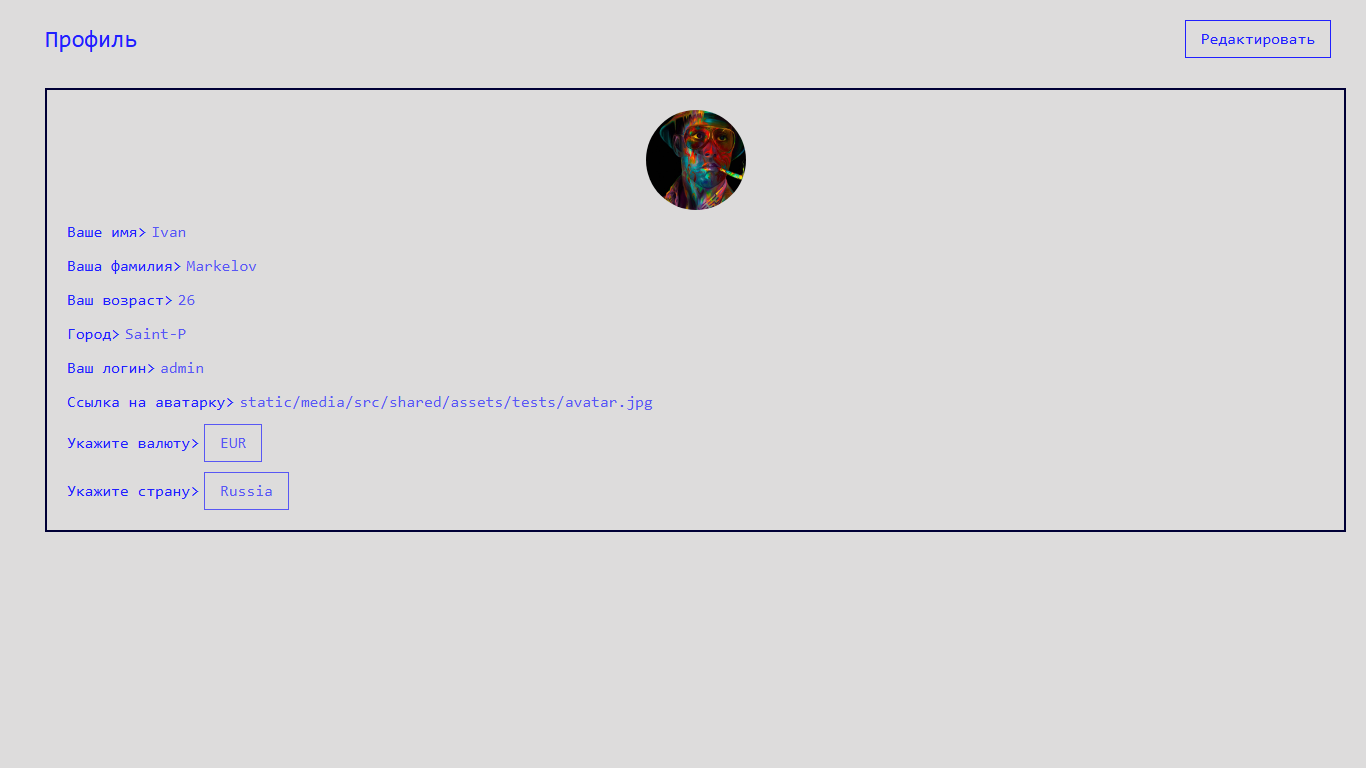 Профиль
Редактировать
Ваше имя> Ivan
Ваша фамилия> Markelov
Ваш возраст> 26
Город> Saint-P
Ваш логин> admin
Ссылка на аватарку> static/media/src/shared/assets/tests/avatar.jpg
Укажите валюту> EUR
Укажите страну> Russia